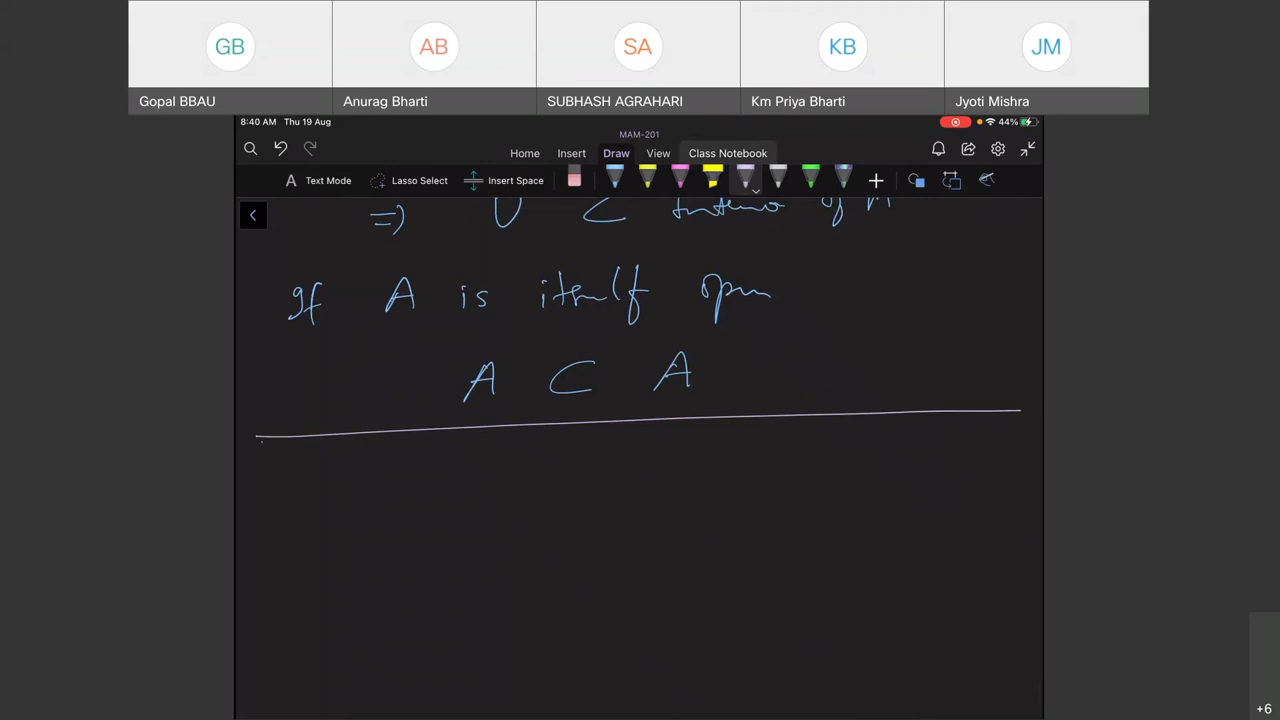 GB AB SA KB JM
Gopal BBAU Anurag Bharti SUBHASH AGRAHARI Km Priya Bharti Jyoti Mishra
8:40 AM Thu 19 Aug 44%
MAM-201
Home Insert Draw View Class Notebook
A Text Mode Lasso Select Insert Space
=> U ⊂ of A
If A is itself open
A ⊂ A
+6